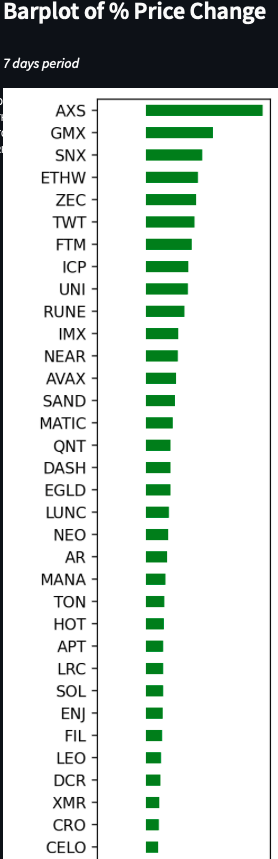 Barplot of % Price Change
7 days period
AXS
GMX
SNX
ETHW
ZEC
TWT
FTM
ICP
UNI
RUNE
IMX
NEAR
AVAX
SAND
MATIC
QNT
DASH
EGLD
LUNC
NEO
AR
MANA
TON
HOT
APT
LRC
SOL
ENJ
FIL
LEO
DCR
XMR
CRO
CELO